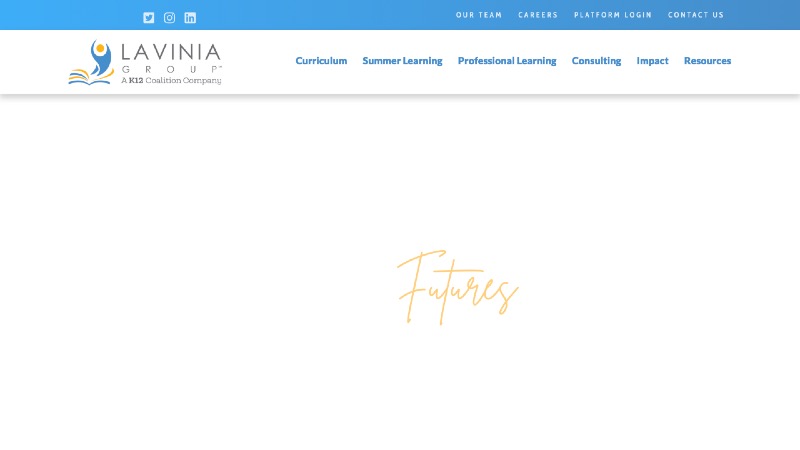 OUR TEAM CAREERS PLATFORM LOGIN CONTACT US
LAVINIA
GROUP™
A K12 Coalition Company
Curriculum Summer Learning Professional Learning Consulting Impact Resources
Futures